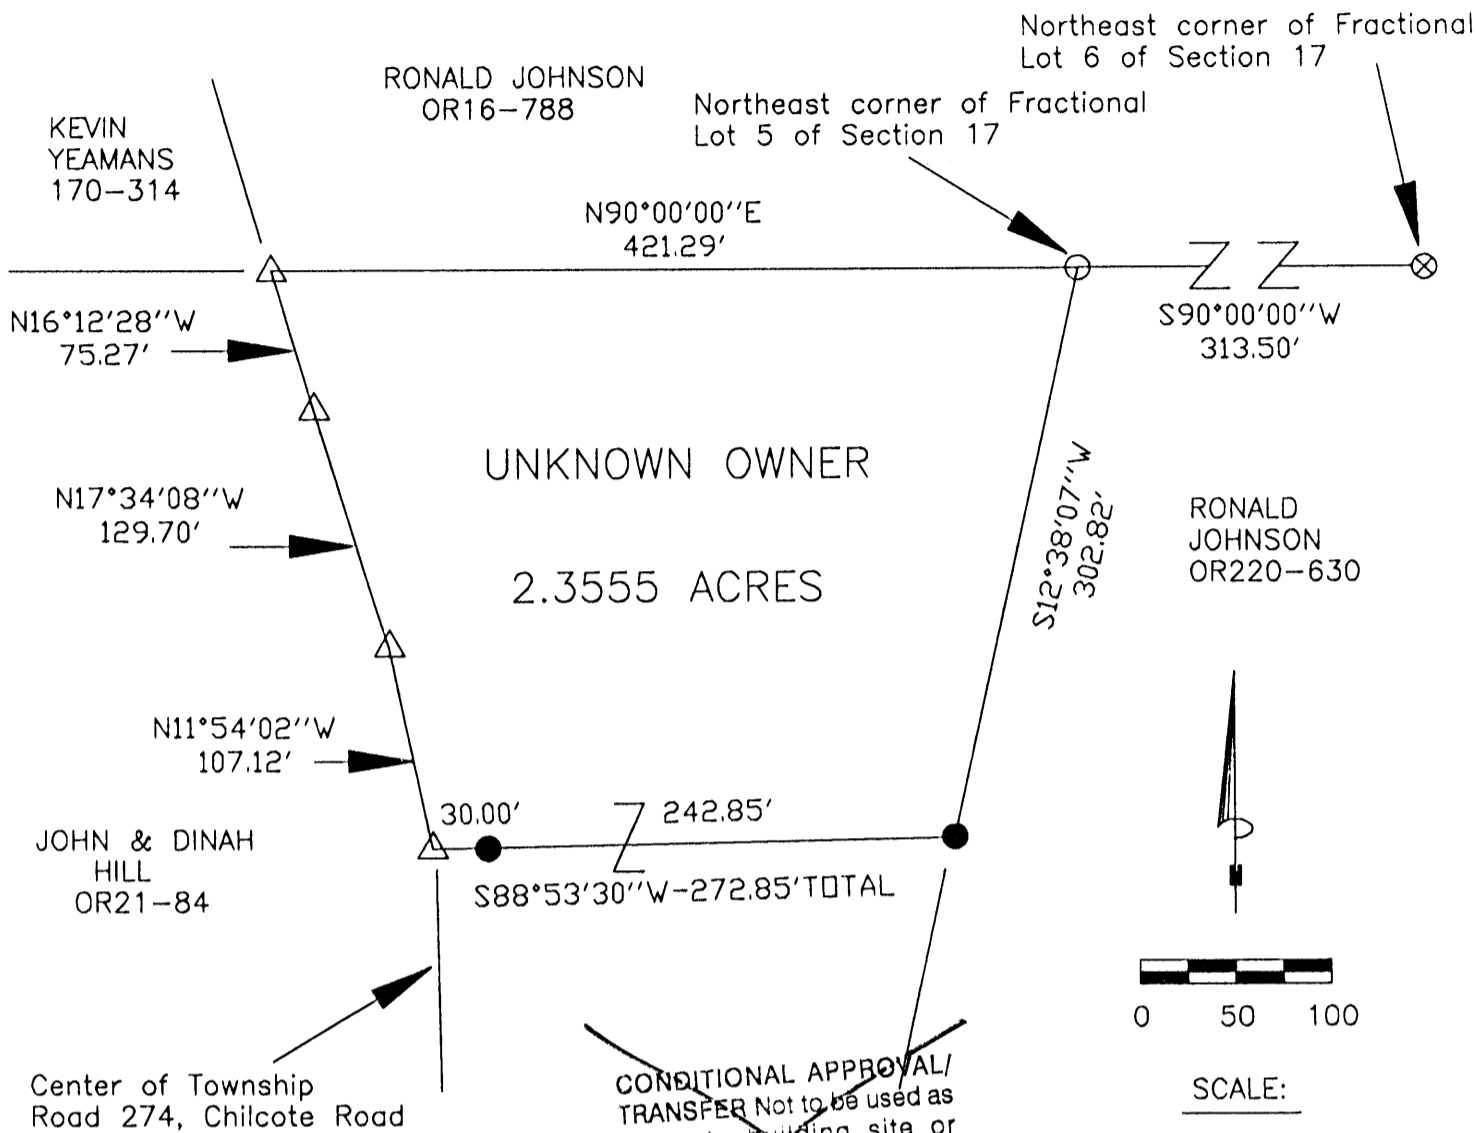 Northeast corner of Fractional
Lot 6 of Section 17
RONALD JOHNSON
OR16-788
Northeast corner of Fractional
Lot 5 of Section 17
KEVIN
YEAMANS
170-314
N90°00'00''E
421.29'
N16°12'28''W
75.27'
S90°00'00''W
313.50'
UNKNOWN OWNER
2.3555 ACRES
N17°34'08''W
129.70'
S12°38'07''W
302.82'
RONALD
JOHNSON
OR220-630
N11°54'02''W
107.12'
30.00'
242.85'
S88°53'30''W-272.85'TOTAL
JOHN & DINAH
HILL
OR21-84
0 50 100
SCALE:
Center of Township
Road 274, Chilcote Road
CONDITIONAL APPROVAL/
TRANSFER Not to be used as
building site or